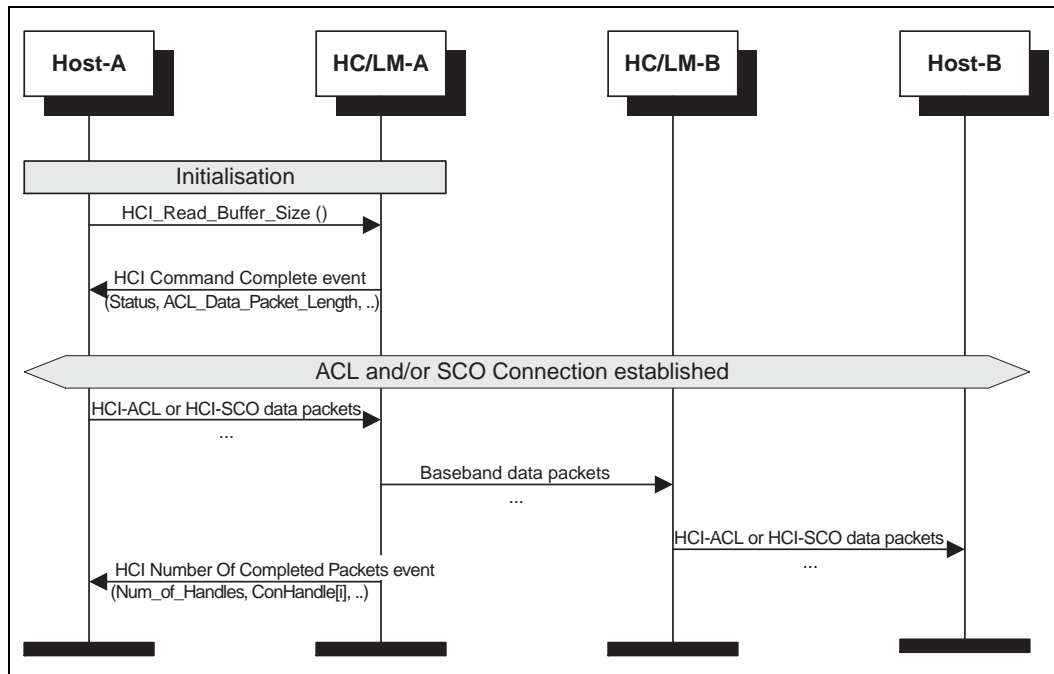 Host-A
HC/LM-A
HC/LM-B
Host-B
Initialisation
HCI_Read_Buffer_Size ()
HCI Command Complete event
(Status, ACL_Data_Packet_Length, ..)
ACL and/or SCO Connection established
HCI-ACL or HCI-SCO data packets
...
Baseband data packets
...
HCI-ACL or HCI-SCO data packets
...
HCI Number Of Completed Packets event
(Num_of_Handles, ConHandle[i], ..)